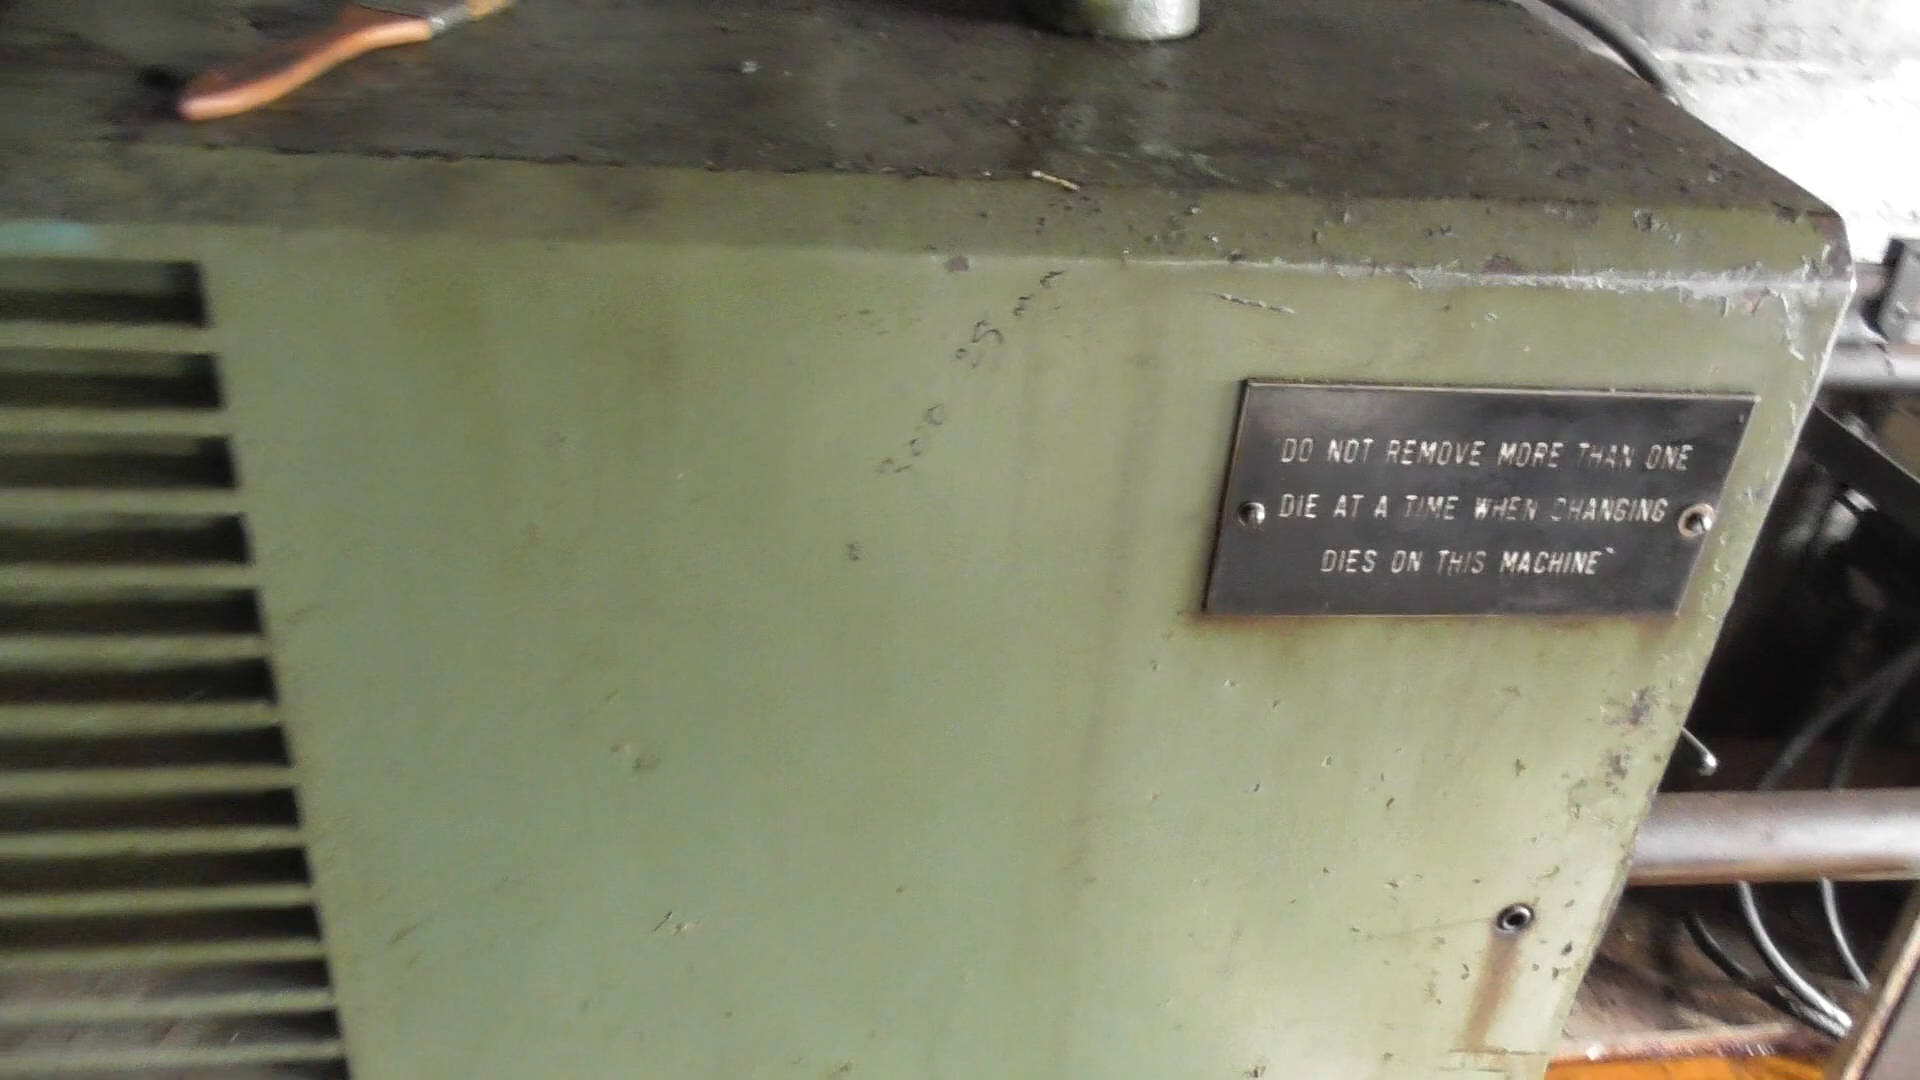 DO NOT REMOVE MORE THAN ONE
DIE AT A TIME WHEN CHANGING
DIES ON THIS MACHINE